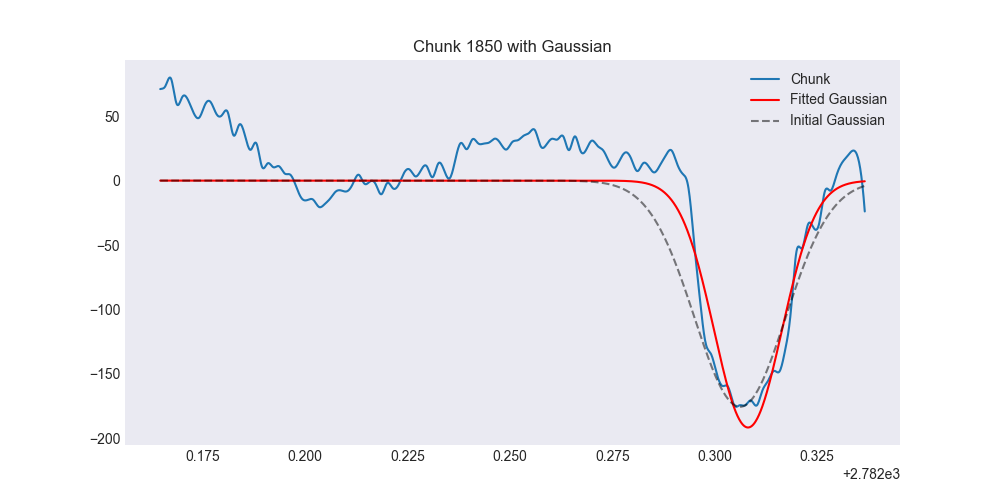 Chunk 1850 with Gaussian
Chunk
Fitted Gaussian
Initial Gaussian
50
0
−50
−100
−150
−200
0.175 0.200 0.225 0.250 0.275 0.300 0.325
+2.782e3